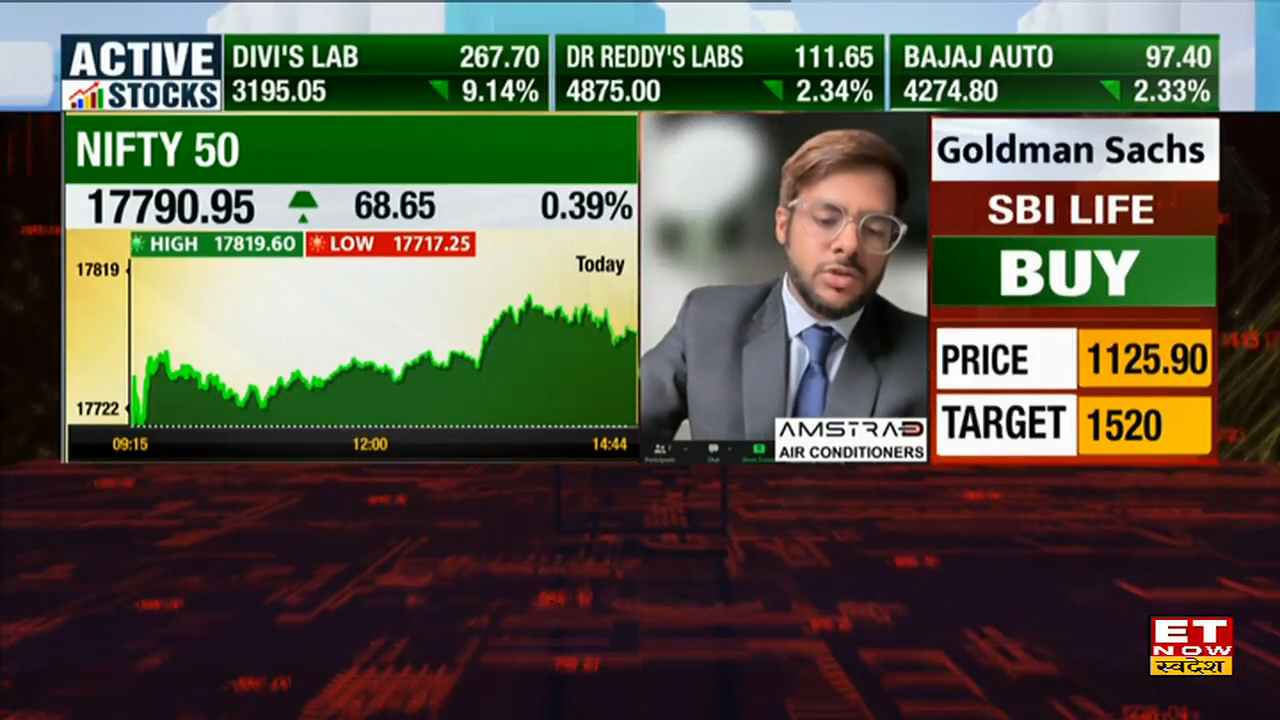 ACTIVE STOCKS
DIVI'S LAB 267.70
3195.05 9.14%
DR REDDY'S LABS 111.65
4875.00 2.34%
BAJAJ AUTO 97.40
4274.80 2.33%
NIFTY 50
17790.95 68.65 0.39%
HIGH 17819.60 LOW 17717.25
Today
17819
17722
09:15 12:00 14:44
AMSTRAD
AIR CONDITIONERS
Goldman Sachs
SBI LIFE
BUY
PRICE 1125.90
TARGET 1520
ET
NOW
स्वदेश